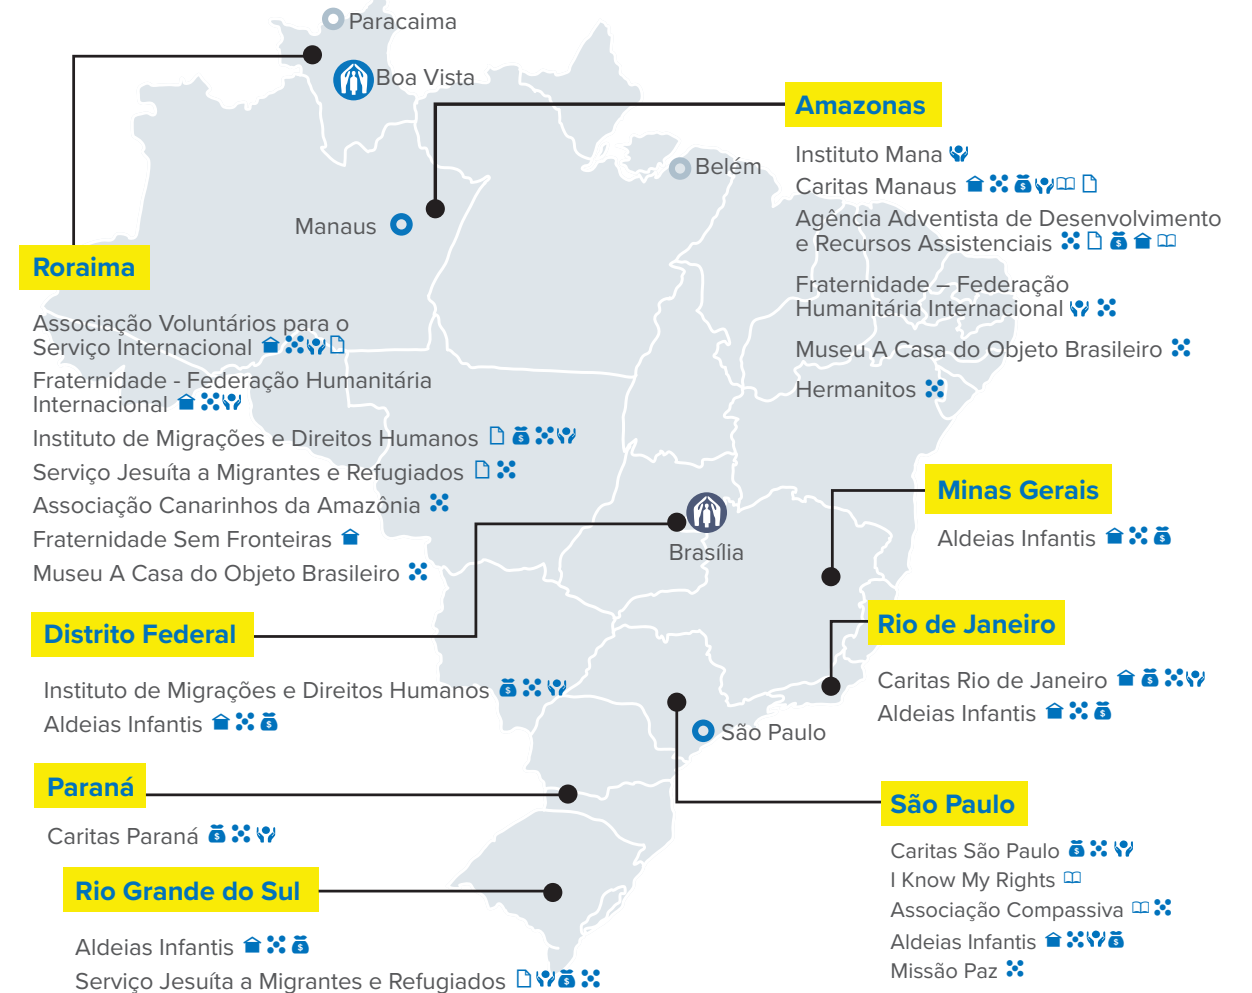 Paracaima
Boa Vista
Belém
Manaus
Brasília
São Paulo
Roraima
Associação Voluntários para o
Serviço Internacional
Fraternidade - Federação Humanitária
Internacional
Instituto de Migrações e Direitos Humanos
Serviço Jesuíta a Migrantes e Refugiados
Associação Canarinhos da Amazônia
Fraternidade Sem Fronteiras
Museu A Casa do Objeto Brasileiro
Distrito Federal
Instituto de Migrações e Direitos Humanos
Aldeias Infantis
Paraná
Caritas Paraná
Rio Grande do Sul
Aldeias Infantis
Serviço Jesuíta a Migrantes e Refugiados
Amazonas
Instituto Mana
Caritas Manaus
Agência Adventista de Desenvolvimento
e Recursos Assistenciais
Fraternidade – Federação
Humanitária Internacional
Museu A Casa do Objeto Brasileiro
Hermanitos
Minas Gerais
Aldeias Infantis
Rio de Janeiro
Caritas Rio de Janeiro
Aldeias Infantis
São Paulo
Caritas São Paulo
I Know My Rights
Associação Compassiva
Aldeias Infantis
Missão Paz